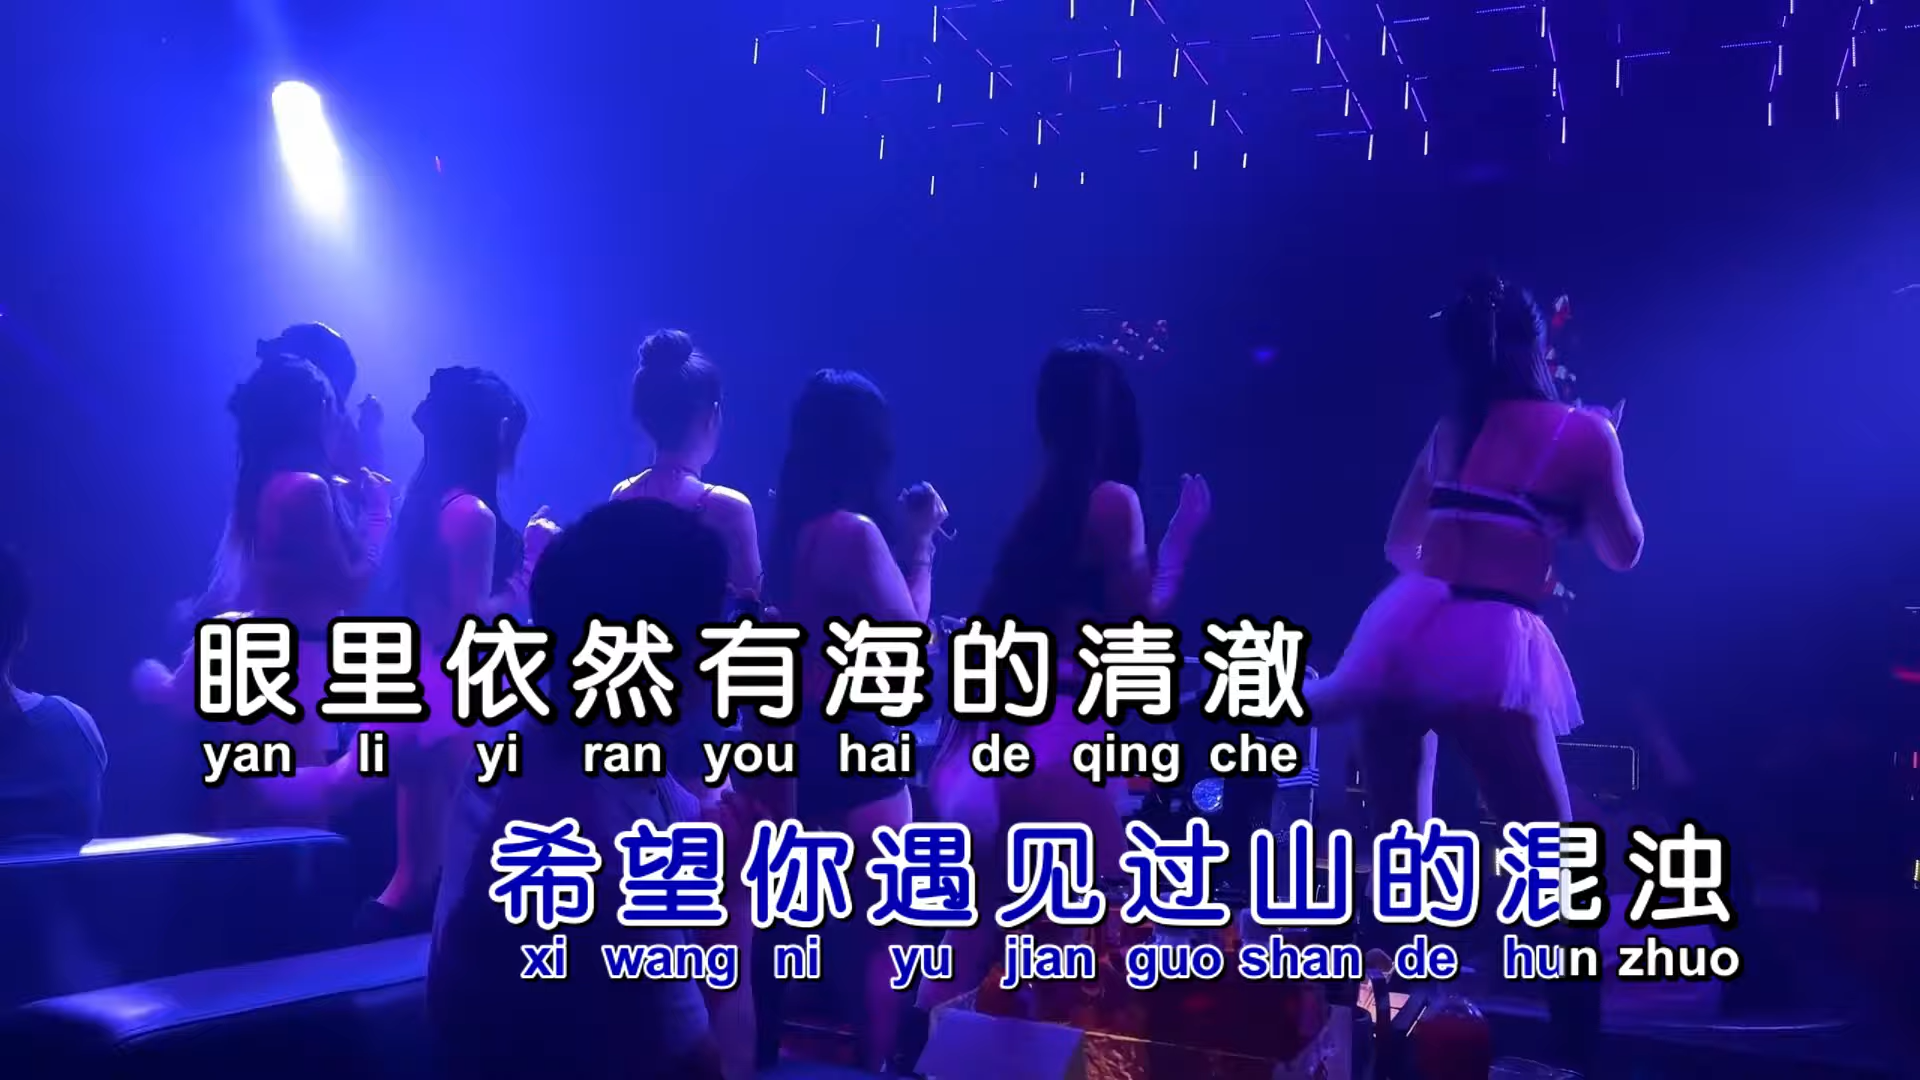 眼里依然有海的清澈
yan li yi ran you hai de qing che
希望你遇见过山的混浊
xi wang ni yu jian guo shan de hun zhuo